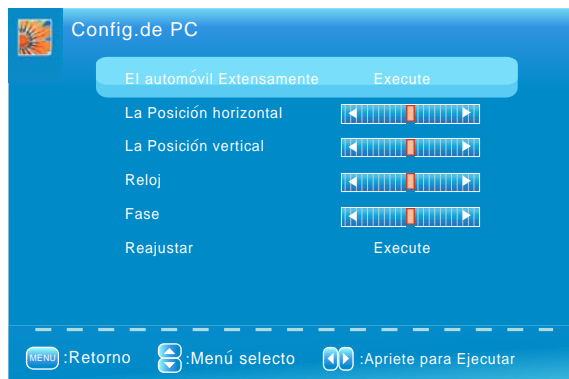 Config.de PC
El automóvil Extensamente Execute
La Posición horizontal
La Posición vertical
Reloj
Fase
Reajustar Execute
MENU :Retorno :Menú selecto :Apriete para Ejecutar